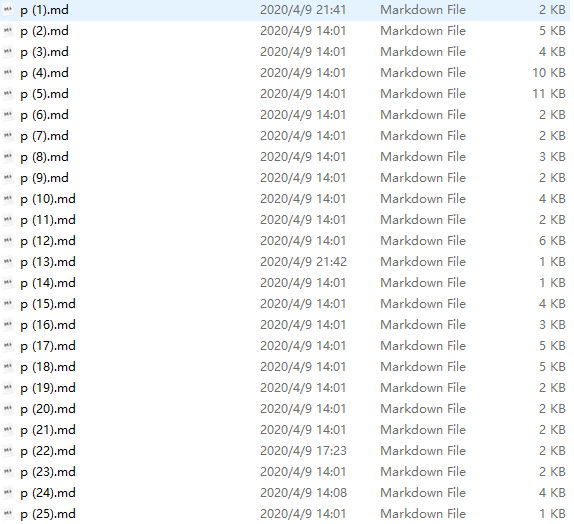 p (1).md 2020/4/9 21:41 Markdown File 2 KB
p (2).md 2020/4/9 14:01 Markdown File 5 KB
p (3).md 2020/4/9 14:01 Markdown File 4 KB
p (4).md 2020/4/9 14:01 Markdown File 10 KB
p (5).md 2020/4/9 14:01 Markdown File 11 KB
p (6).md 2020/4/9 14:01 Markdown File 2 KB
p (7).md 2020/4/9 14:01 Markdown File 2 KB
p (8).md 2020/4/9 14:01 Markdown File 3 KB
p (9).md 2020/4/9 14:01 Markdown File 2 KB
p (10).md 2020/4/9 14:01 Markdown File 4 KB
p (11).md 2020/4/9 14:01 Markdown File 2 KB
p (12).md 2020/4/9 14:01 Markdown File 6 KB
p (13).md 2020/4/9 21:42 Markdown File 1 KB
p (14).md 2020/4/9 14:01 Markdown File 1 KB
p (15).md 2020/4/9 14:01 Markdown File 4 KB
p (16).md 2020/4/9 14:01 Markdown File 3 KB
p (17).md 2020/4/9 14:01 Markdown File 5 KB
p (18).md 2020/4/9 14:01 Markdown File 5 KB
p (19).md 2020/4/9 14:01 Markdown File 2 KB
p (20).md 2020/4/9 14:01 Markdown File 2 KB
p (21).md 2020/4/9 14:01 Markdown File 2 KB
p (22).md 2020/4/9 17:23 Markdown File 2 KB
p (23).md 2020/4/9 14:01 Markdown File 2 KB
p (24).md 2020/4/9 14:08 Markdown File 4 KB
p (25).md 2020/4/9 14:01 Markdown File 1 KB